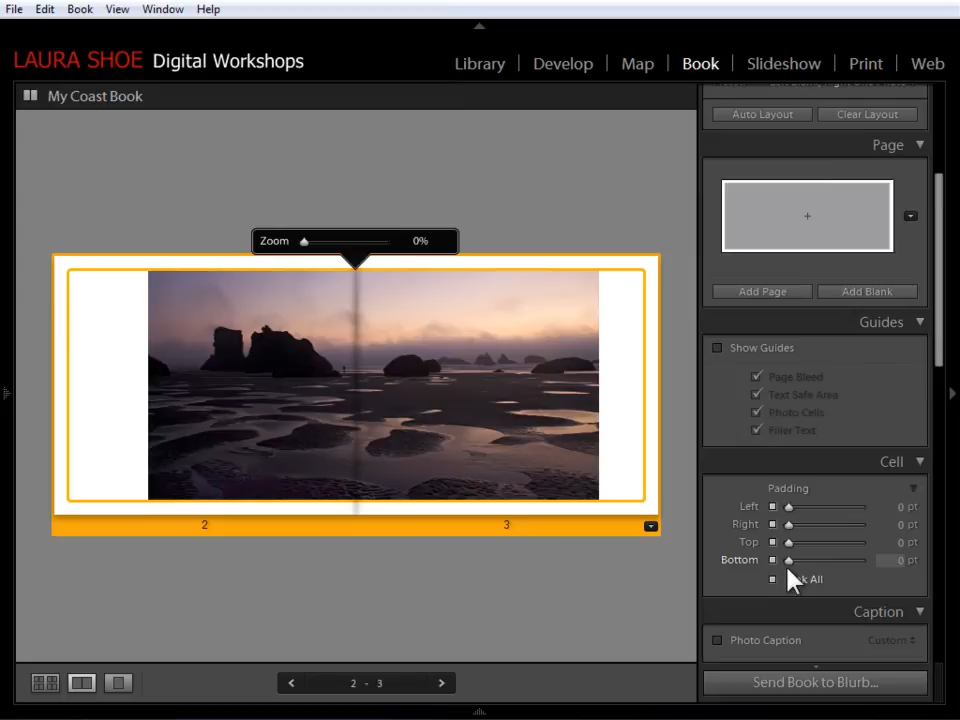 File Edit Book View Window Help
LAURA SHOE Digital Workshops
Library | Develop | Map | Book | Slideshow | Print | Web
My Coast Book
Auto Layout Clear Layout
Page
Zoom 0%
Add Page Add Blank
Guides
Show Guides
Page Bleed
Text Safe Area
Photo Cells
Filler Text
Cell
Padding
Left 0 pt
Right 0 pt
Top 0 pt
Bottom 0 pt
All
2 3
Caption
Photo Caption Custom
2 - 3
Send Book to Blurb...